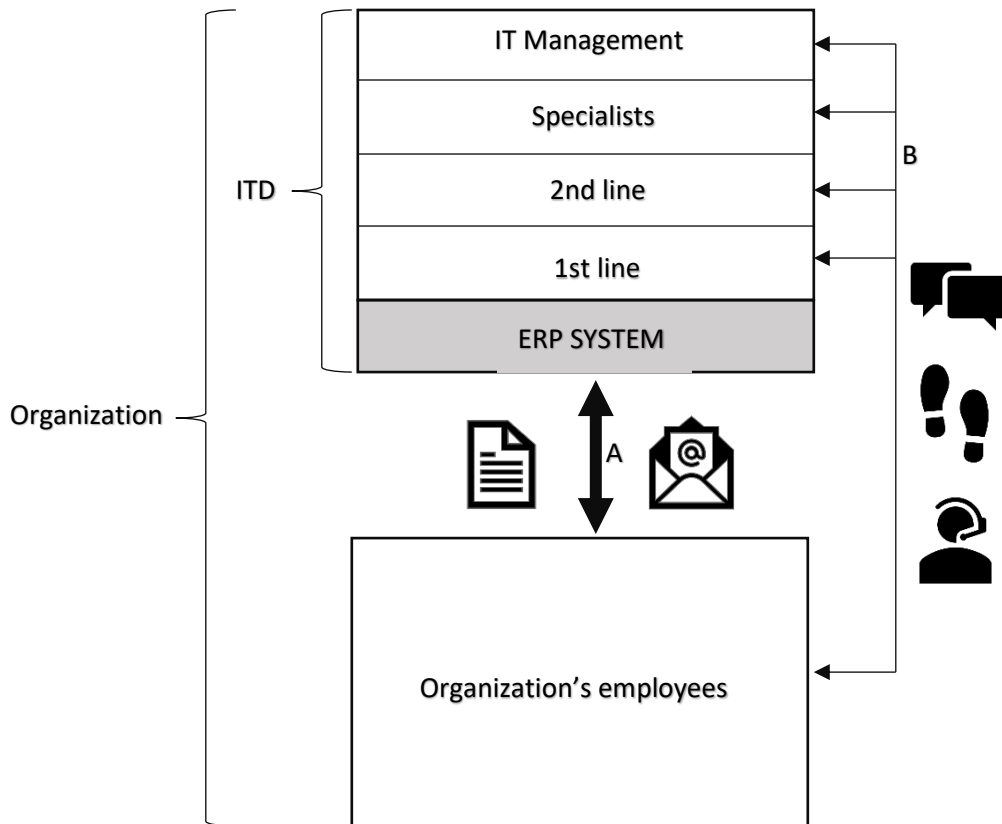 IT Management
Specialists
B
ITD
2nd line
1st line
ERP SYSTEM
Organization
A
@
Organization’s employees